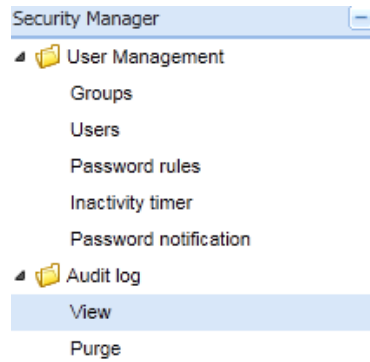 Security Manager
User Management
Groups
Users
Password rules
Inactivity timer
Password notification
Audit log
View
Purge